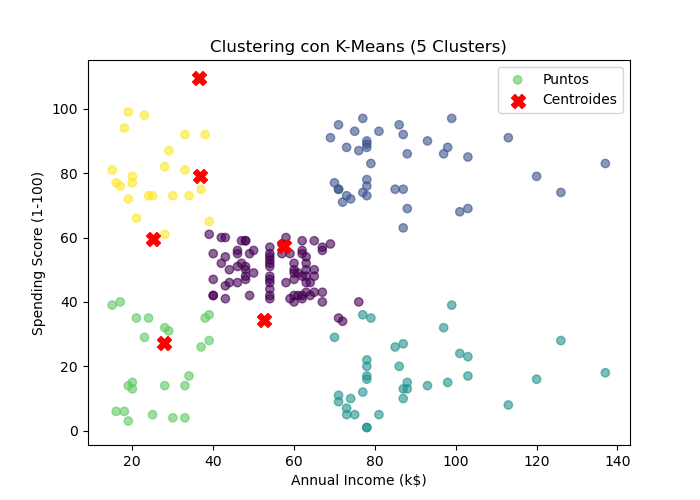 Clustering con K-Means (5 Clusters)
Puntos
Centroides
Spending Score (1-100)
100
80
60
40
20
0
20 40 60 80 100 120 140
Annual Income (k$)